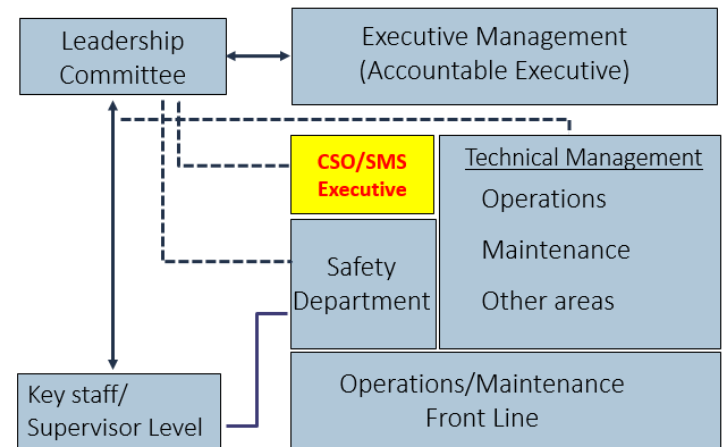 Leadership
Committee
Executive Management
(Accountable Executive)
CSO/SMS
Executive
Technical Management
Operations
Maintenance
Other areas
Safety
Department
Key staff/
Supervisor Level
Operations/Maintenance
Front Line